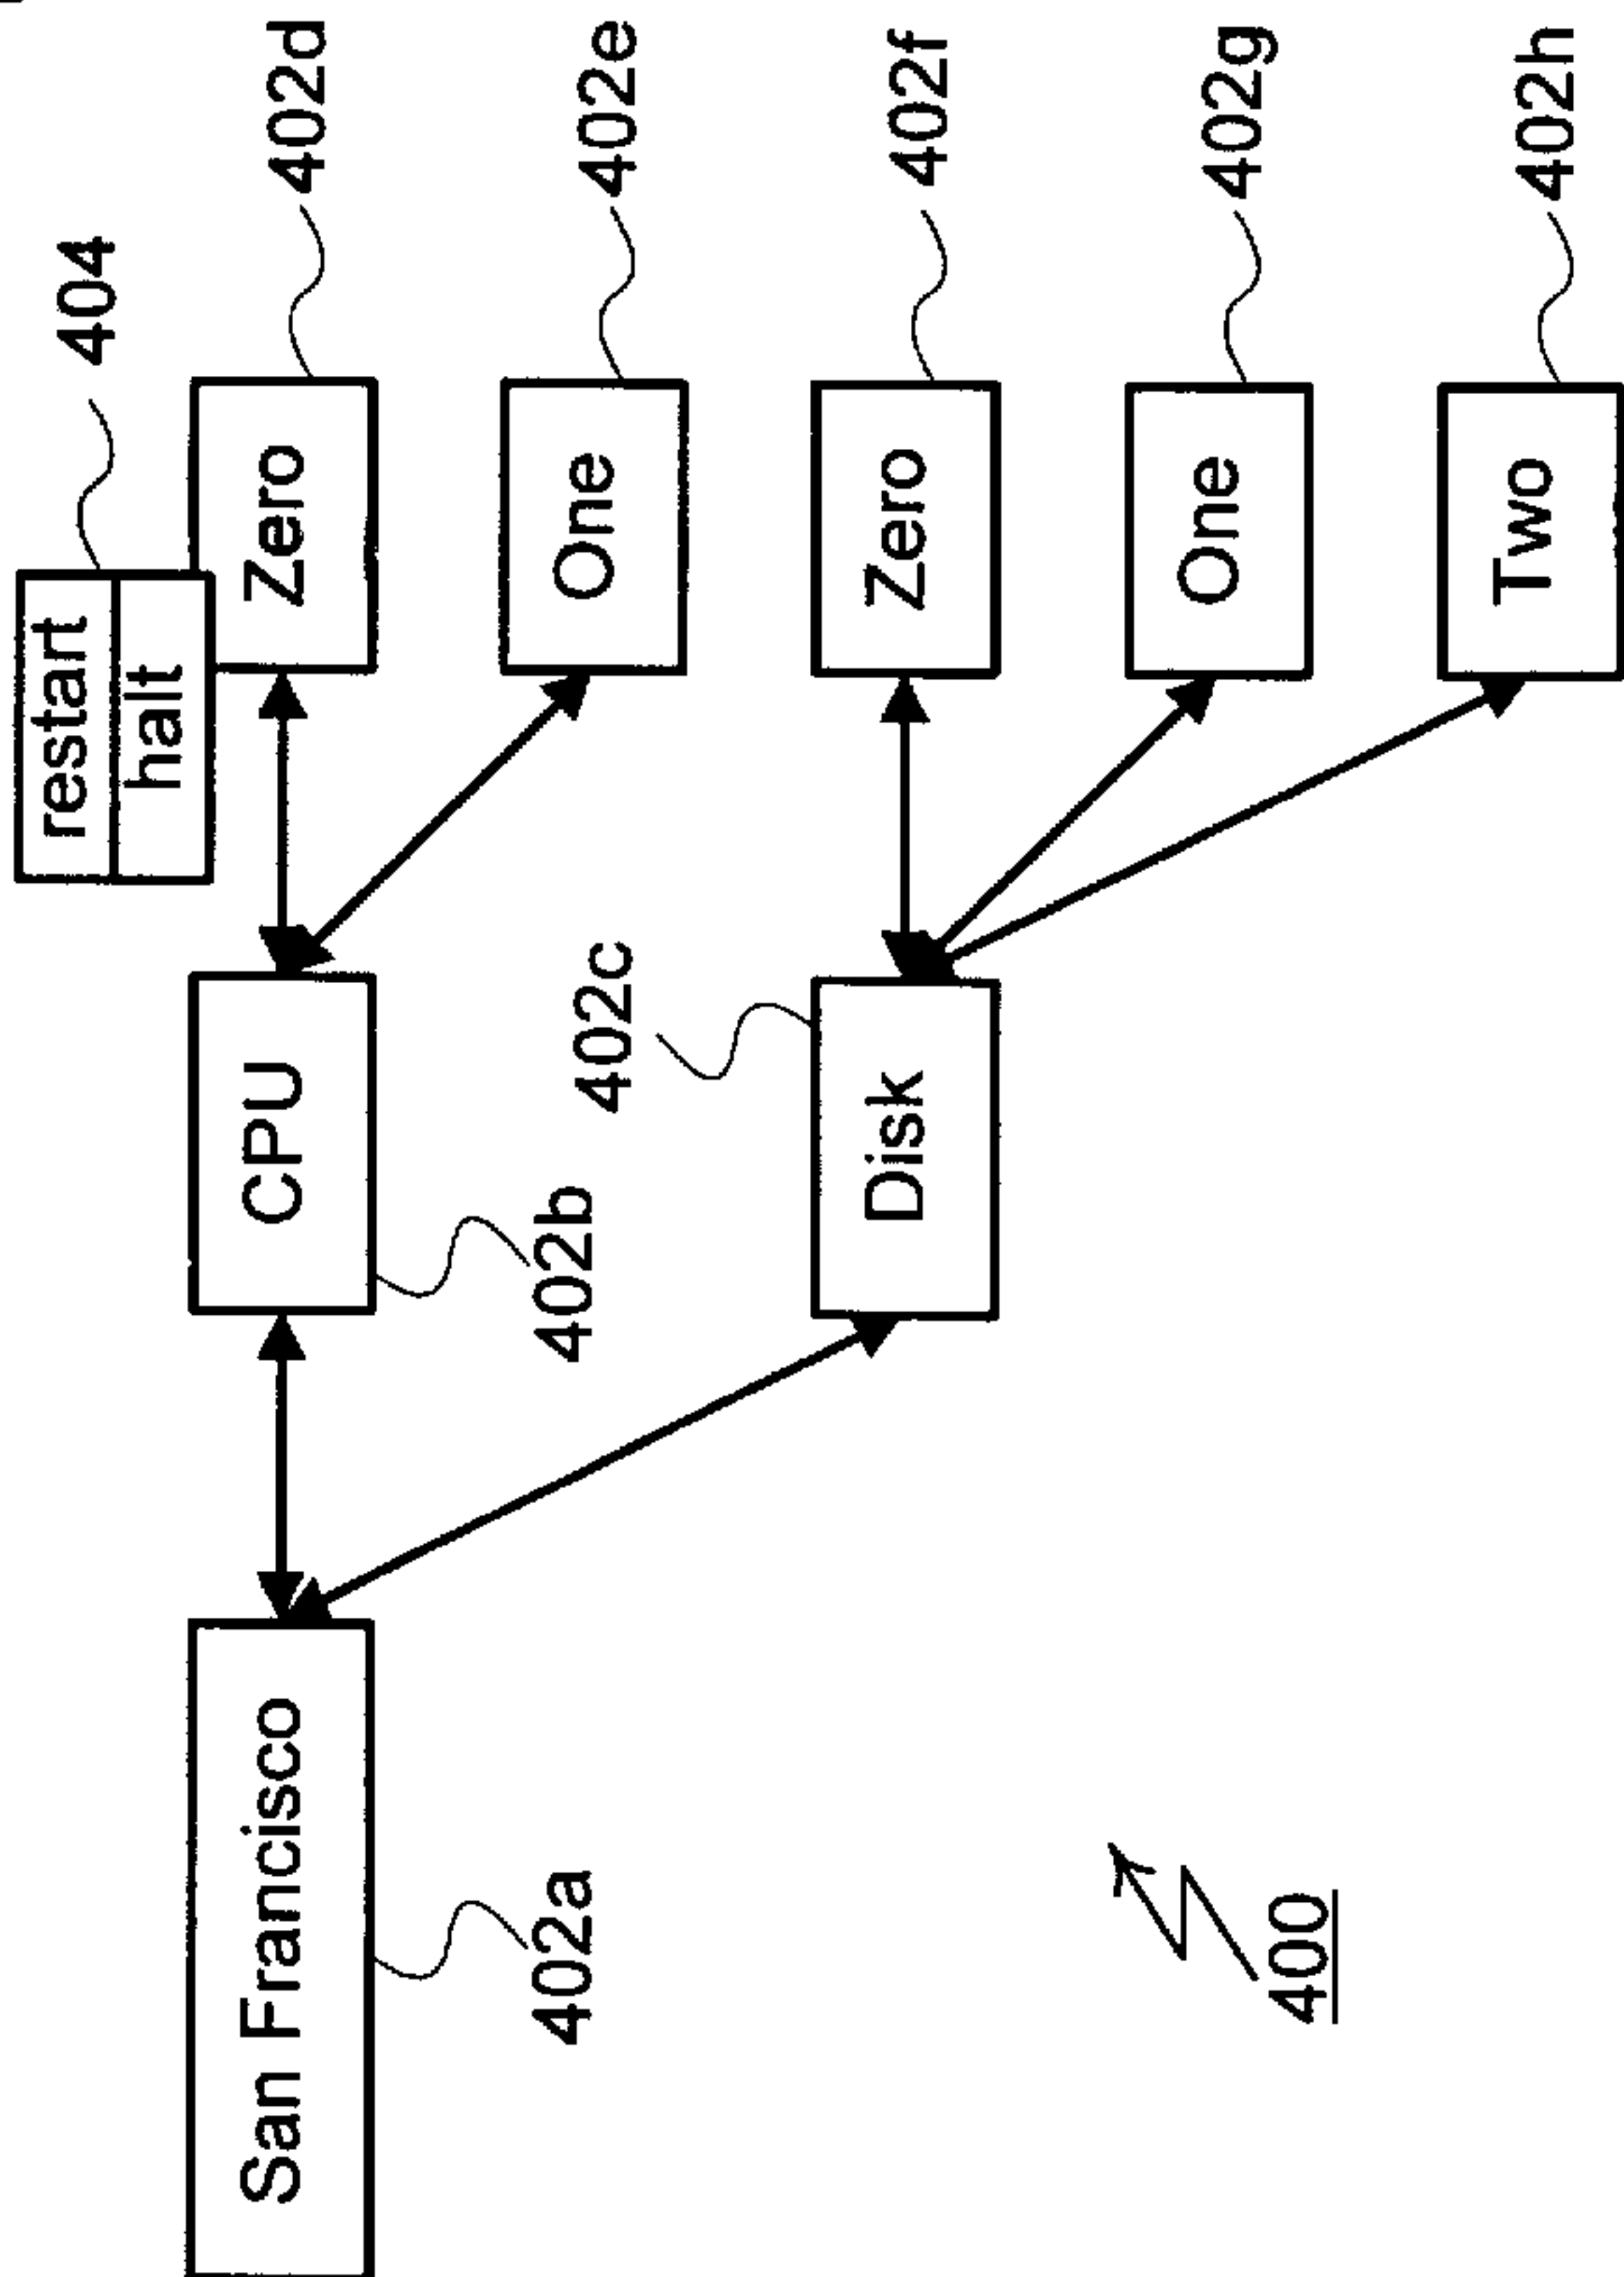 404
restart
halt
Zero
402d
CPU
San Francisco
402b
402a
One
402e
402c
Disk
Zero
402f
One
402g
Two
402h
400